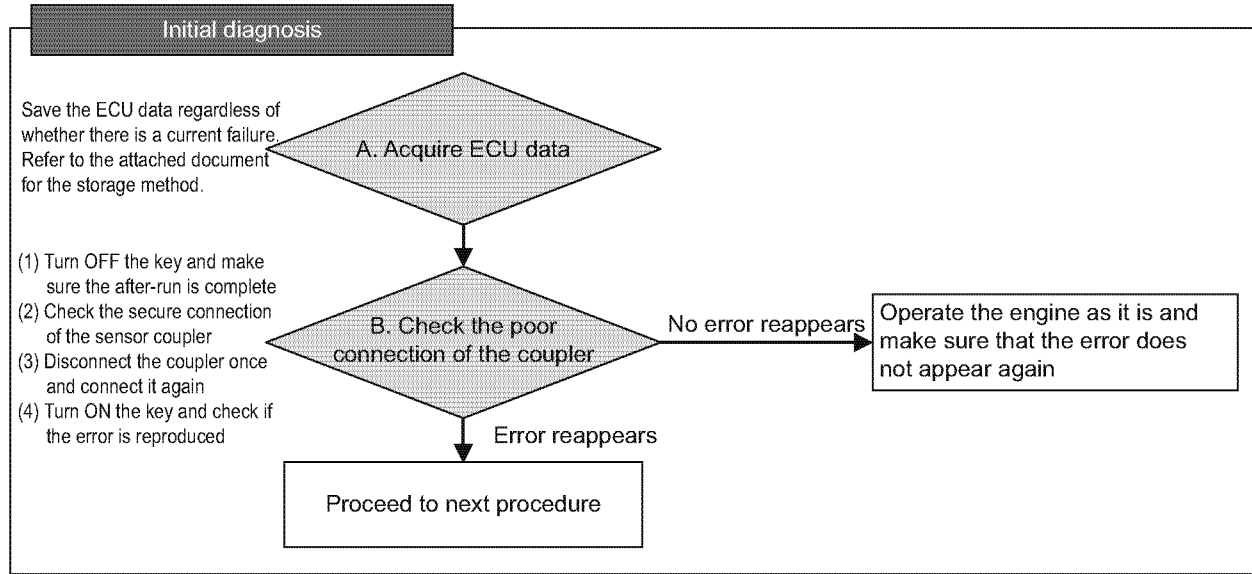 Initial diagnosis
Save the ECU data regardless of
whether there is a current failure.
Refer to the attached document
for the storage method.
A. Acquire ECU data
(1) Turn OFF the key and make
sure the after-run is complete
(2) Check the secure connection
of the sensor coupler
(3) Disconnect the coupler once
and connect it again
(4) Turn ON the key and check if
the error is reproduced
B. Check the poor
connection of the coupler
No error reappears
Operate the engine as it is and
make sure that the error does
not appear again
Error reappears
Proceed to next procedure